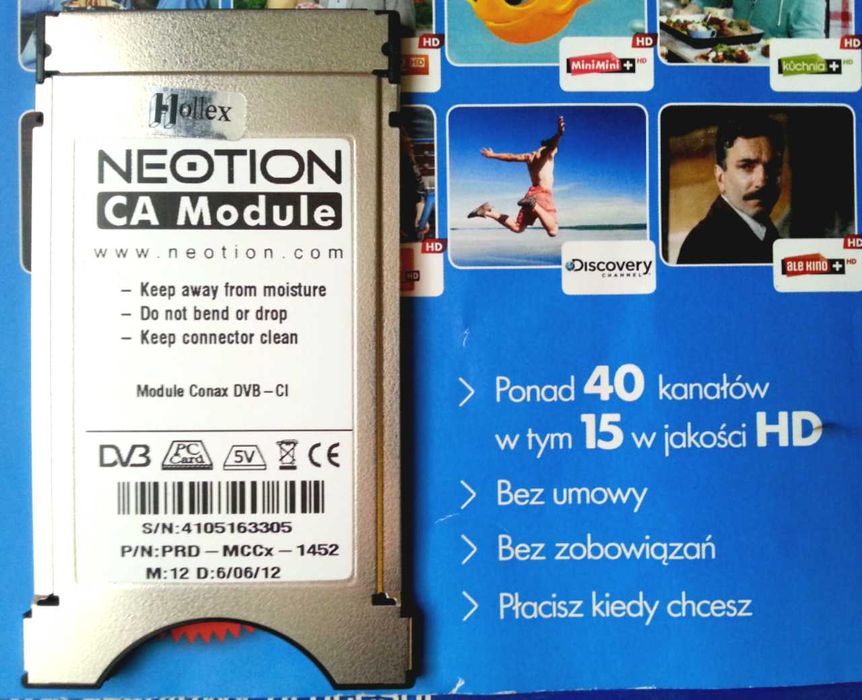 HD
HD
HD
HD
MiniMini+ HD
kuchnia+ HD
Hollex
NEOTION
CA Module
www.neotion.com
– Keep away from moisture
– Do not bend or drop
– Keep connector clean
Module Conax DVB–CI
DVB PC Card 5V CE
S/N:4105163305
P/N:PRD – MCCx – 1452
M:12 D:6/06/12
HD
HD
HD
Discovery
CHANNEL
ale kino+ HD
Ponad 40 kanałów
w tym 15 w jakości HD
Bez umowy
Bez zobowiązań
Płacisz kiedy chcesz